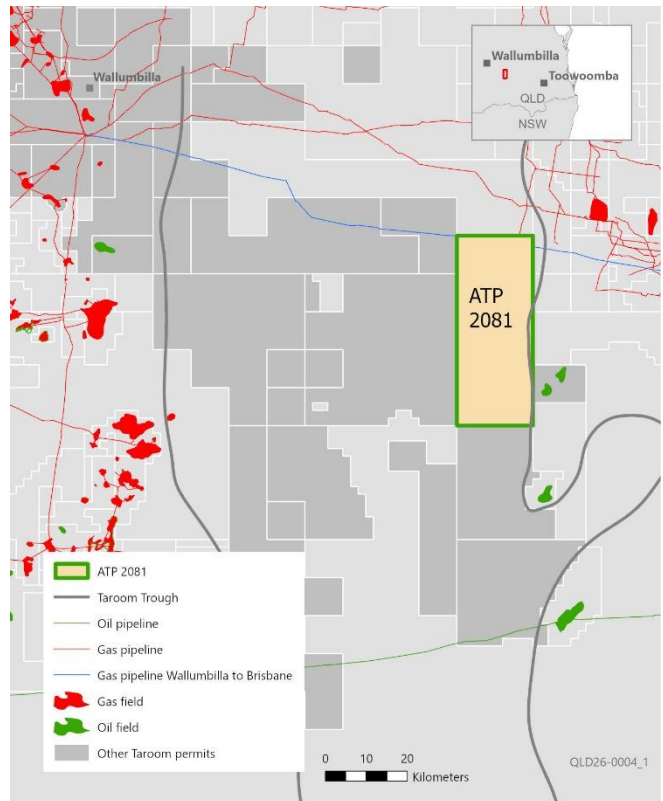 Wallumbilla
Wallumbilla
Toowoomba
QLD
NSW
ATP
2081
ATP 2081
Taroom Trough
Oil pipeline
Gas pipeline
Gas pipeline Wallumbilla to Brisbane
Gas field
Oil field
Other Taroom permits
0 10 20
Kilometers
QLD26-0004_1